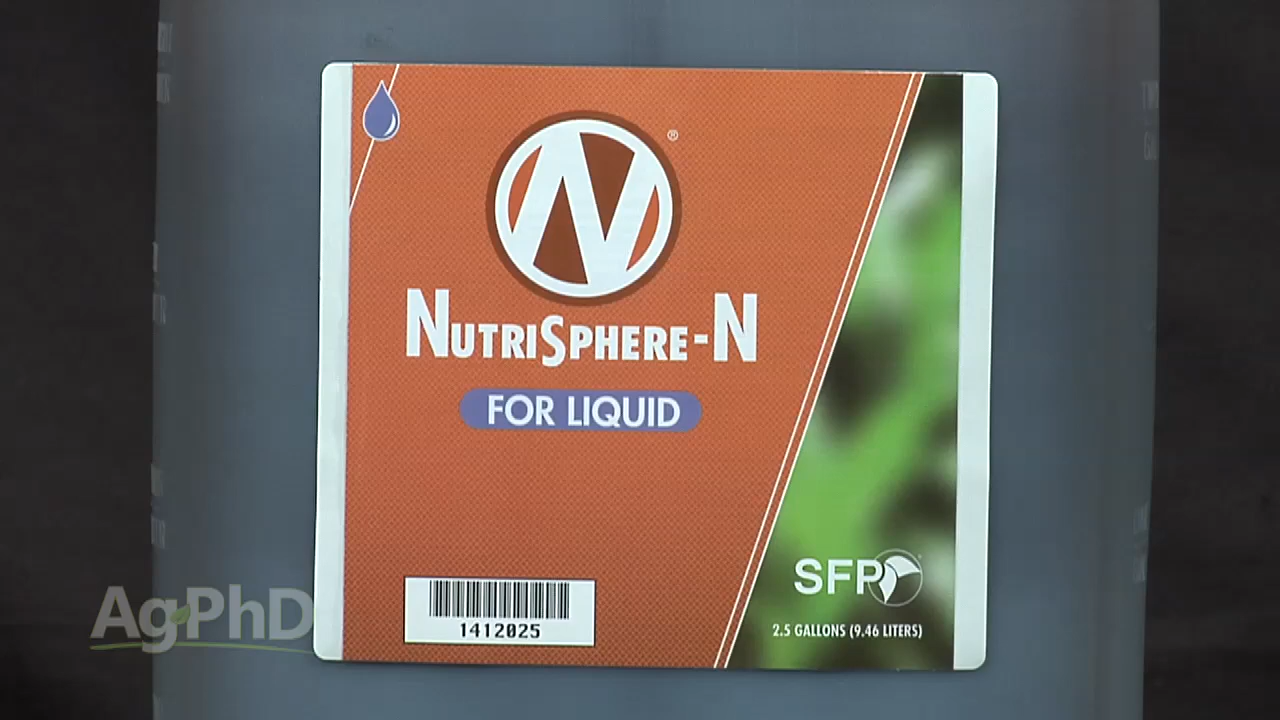 N®
NUTRISPHERE-N
FOR LIQUID
SFP
2.5 GALLONS (9.46 LITERS)
1412025
AgPhD